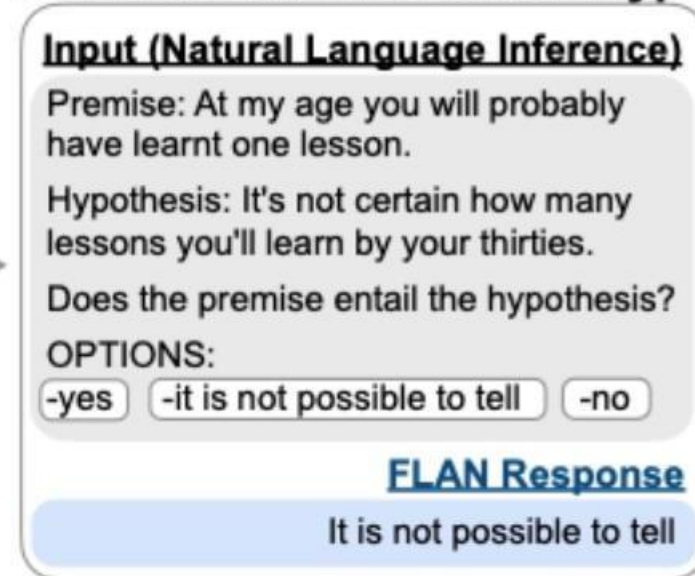 Input (Natural Language Inference)
Premise: At my age you will probably
have learnt one lesson.
Hypothesis: It's not certain how many
lessons you'll learn by your thirties.
Does the premise entail the hypothesis?
OPTIONS:
-yes -it is not possible to tell -no
FLAN Response
It is not possible to tell